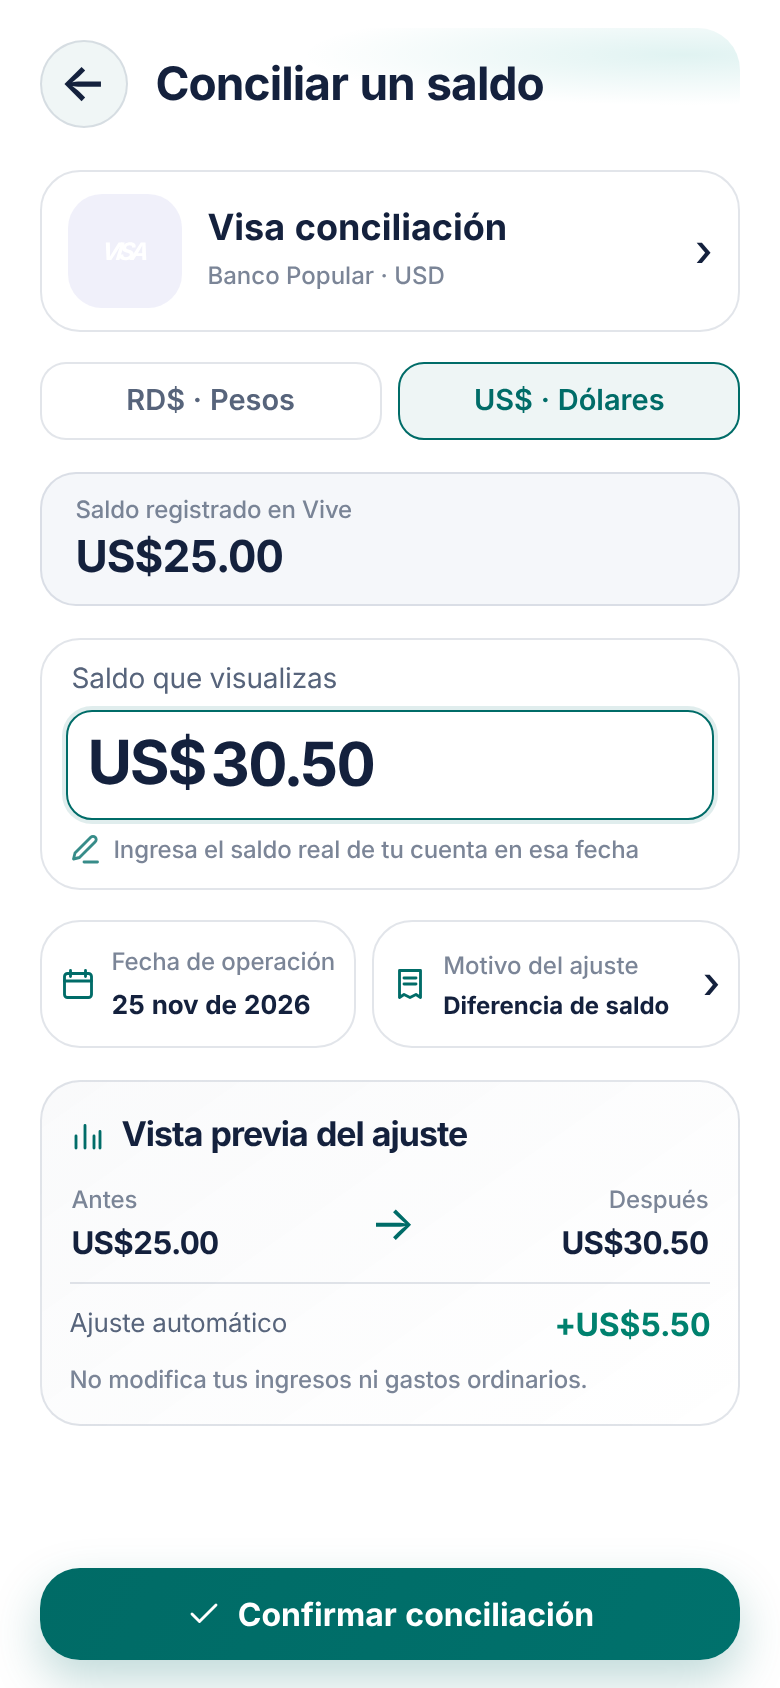 Conciliar un saldo
VISA
Visa conciliación
Banco Popular · USD
RD$ · Pesos
US$ · Dólares
Saldo registrado en Vive
US$25.00
Saldo que visualizas
US$30.50
Ingresa el saldo real de tu cuenta en esa fecha
Fecha de operación
25 nov de 2026
Motivo del ajuste
Diferencia de saldo
Vista previa del ajuste
Antes
US$25.00
Después
US$30.50
Ajuste automático
+US$5.50
No modifica tus ingresos ni gastos ordinarios.
Confirmar conciliación